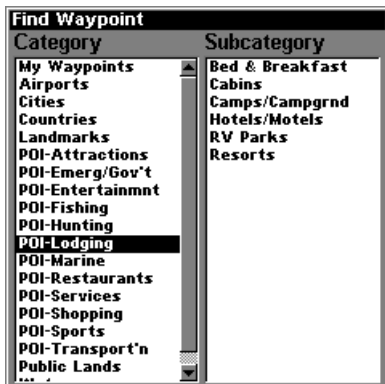 Find Waypoint
Category
My Waypoints
Airports
Cities
Countries
Landmarks
POI-Attractions
POI-Emerg/Gov't
POI-Entertainmnt
POI-Fishing
POI-Hunting
POI-Lodging
POI-Marine
POI-Restaurants
POI-Services
POI-Shopping
POI-Sports
POI-Transport'n
Public Lands
Subcategory
Bed & Breakfast
Cabins
Camps/Campgrnd
Hotels/Motels
RV Parks
Resorts